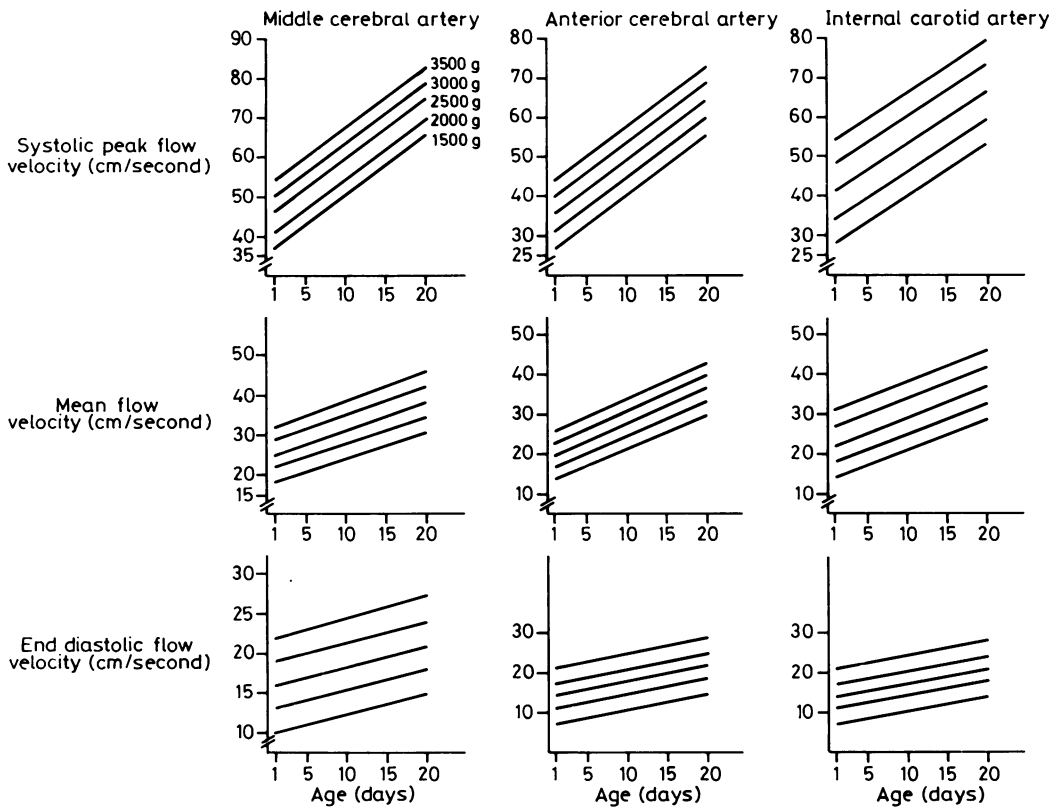 Middle cerebral artery
Anterior cerebral artery
Internal carotid artery
Systolic peak flow
velocity (cm/second)
90
80
70
60
50
40
35
3500 g
3000 g
2500 g
2000 g
1500 g
1 5 10 15 20
80
70
60
50
40
30
25
1 5 10 15 20
80
70
60
50
40
30
25
1 5 10 15 20
Mean flow
velocity (cm/second)
50
40
30
20
15
1 5 10 15 20
50
40
30
20
10
1 5 10 15 20
50
40
30
20
10
1 5 10 15 20
End diastolic flow
velocity (cm/second)
30
25
20
15
10
1 5 10 15 20
Age (days)
30
20
10
1 5 10 15 20
Age (days)
30
20
10
1 5 10 15 20
Age (days)